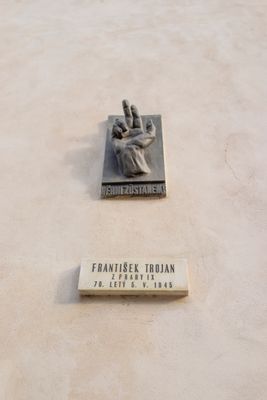 VĚRNI ZŮSTANEME
FRANTIŠEK TROJAN
Z PRAHY IX
70. LETÝ 5. V. 1945